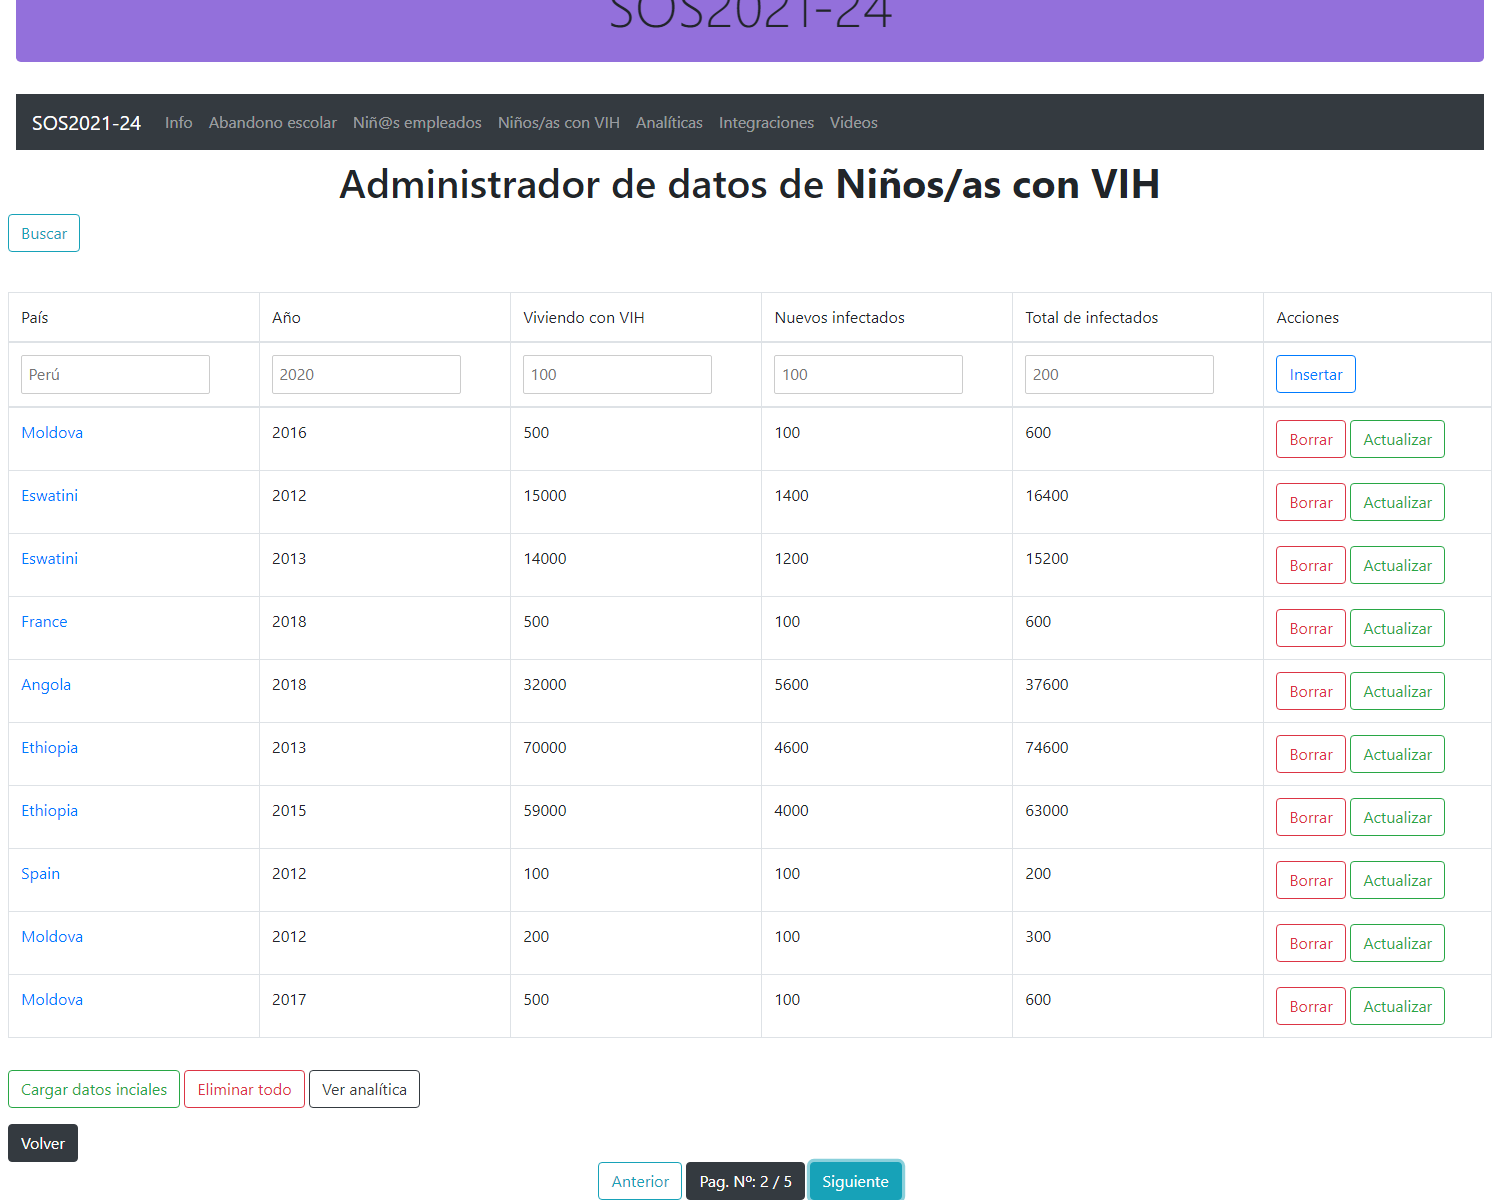 SOS2021-24
SOS2021-24 Info Abandono escolar Niñ@s empleados Niños/as con VIH Analíticas Integraciones Videos
Administrador de datos de Niños/as con VIH
Buscar
País Año Viviendo con VIH Nuevos infectados Total de infectados Acciones
Perú 2020 100 100 200 Insertar
Moldova 2016 500 100 600 Borrar Actualizar
Eswatini 2012 15000 1400 16400 Borrar Actualizar
Eswatini 2013 14000 1200 15200 Borrar Actualizar
France 2018 500 100 600 Borrar Actualizar
Angola 2018 32000 5600 37600 Borrar Actualizar
Ethiopia 2013 70000 4600 74600 Borrar Actualizar
Ethiopia 2015 59000 4000 63000 Borrar Actualizar
Spain 2012 100 100 200 Borrar Actualizar
Moldova 2012 200 100 300 Borrar Actualizar
Moldova 2017 500 100 600 Borrar Actualizar
Cargar datos inciales Eliminar todo Ver analítica
Volver
Anterior Pag. Nº: 2 / 5 Siguiente